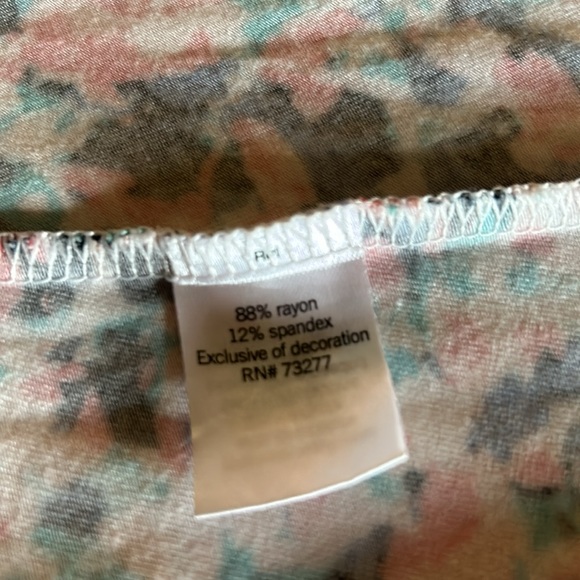 88% rayon
12% spandex
Exclusive of decoration
RN# 73277